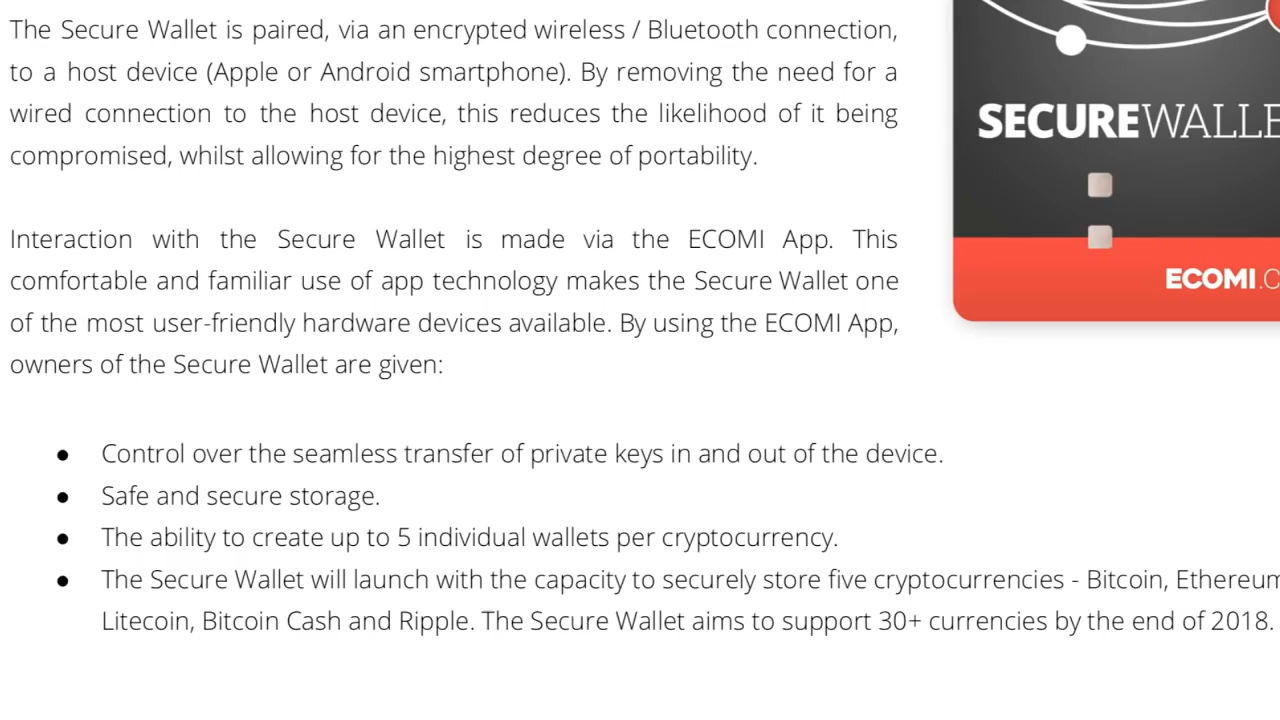 The Secure Wallet is paired, via an encrypted wireless / Bluetooth connection,
to a host device (Apple or Android smartphone). By removing the need for a
wired connection to the host device, this reduces the likelihood of it being
compromised, whilst allowing for the highest degree of portability.
SECUREWALLE
ECOMI.C
Interaction with the Secure Wallet is made via the ECOMI App. This
comfortable and familiar use of app technology makes the Secure Wallet one
of the most user-friendly hardware devices available. By using the ECOMI App,
owners of the Secure Wallet are given:
● Control over the seamless transfer of private keys in and out of the device.
● Safe and secure storage.
● The ability to create up to 5 individual wallets per cryptocurrency.
● The Secure Wallet will launch with the capacity to securely store five cryptocurrencies - Bitcoin, Ethereum
Litecoin, Bitcoin Cash and Ripple. The Secure Wallet aims to support 30+ currencies by the end of 2018.